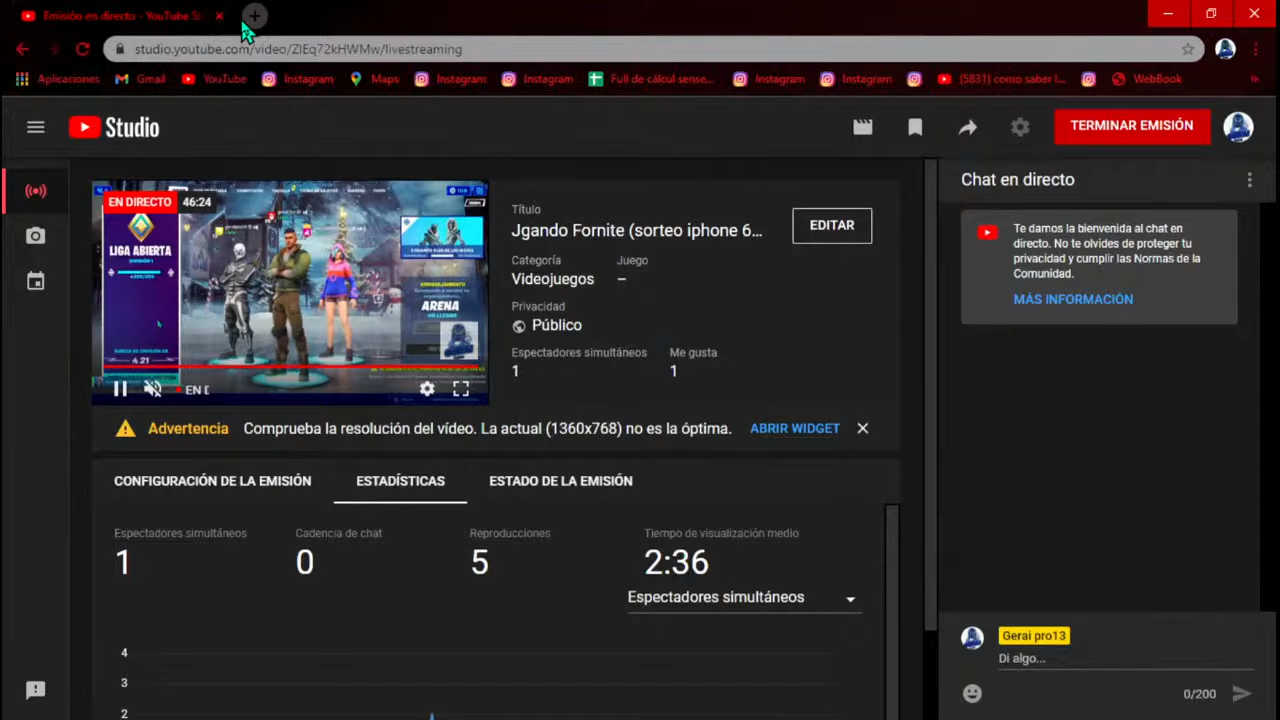 Emisión en directo - YouTube St
studio.youtube.com/video/ZIEq72kHWMw/livestreaming
Aplicaciones
Gmail
YouTube
Instagram
Maps
Instagram
Instagram
Full de càlcul sense...
Instagram
Instagram
(5831) como saber l...
WebBook
Studio
TERMINAR EMISIÓN
EN DIRECTO 46:24
LIGA ABIERTA
ARENA
EN D
Título
Jgando Fornite (sorteo iphone 6...
EDITAR
Categoría
Juego
Videojuegos
–
Privacidad
Público
Espectadores simultáneos
Me gusta
1
1
Advertencia
Comprueba la resolución del vídeo. La actual (1360x768) no es la óptima.
ABRIR WIDGET
CONFIGURACIÓN DE LA EMISIÓN
ESTADÍSTICAS
ESTADO DE LA EMISIÓN
Espectadores simultáneos
Cadencia de chat
Reproducciones
Tiempo de visualización medio
1
0
5
2:36
Espectadores simultáneos
4
3
2
Chat en directo
Te damos la bienvenida al chat en
directo. No te olvides de proteger tu
privacidad y cumplir las Normas de la
Comunidad.
MÁS INFORMACIÓN
Gerai pro13
Di algo...
0/200